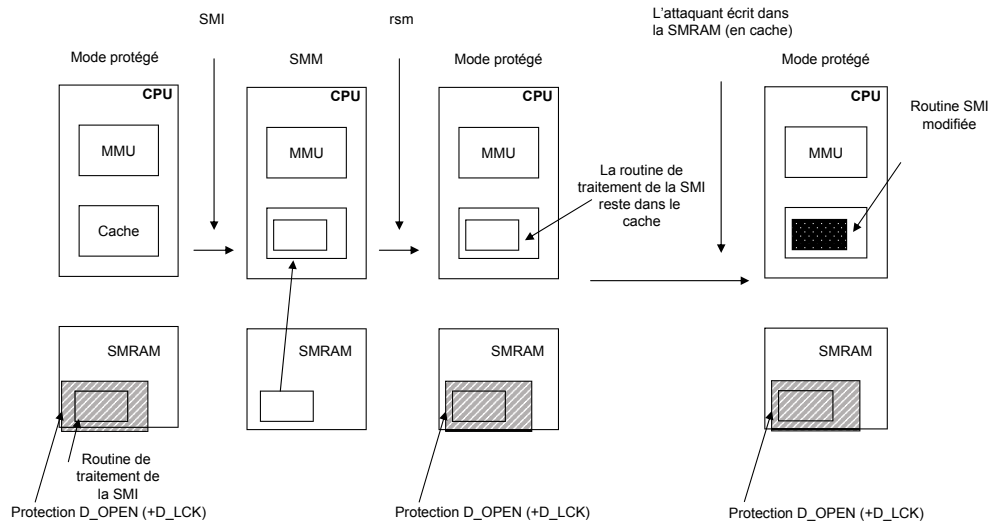 SMI
rsm
L'attaquant écrit dans
la SMRAM (en cache)
Mode protégé
SMM
Mode protégé
Mode protégé
CPU
CPU
CPU
CPU
MMU
MMU
MMU
MMU
Cache
Routine SMI
modifiée
La routine de
traitement de la SMI
reste dans le
cache
SMRAM
SMRAM
SMRAM
SMRAM
Routine de
traitement de
la SMI
Protection D_OPEN (+D_LCK)
Protection D_OPEN (+D_LCK)
Protection D_OPEN (+D_LCK)